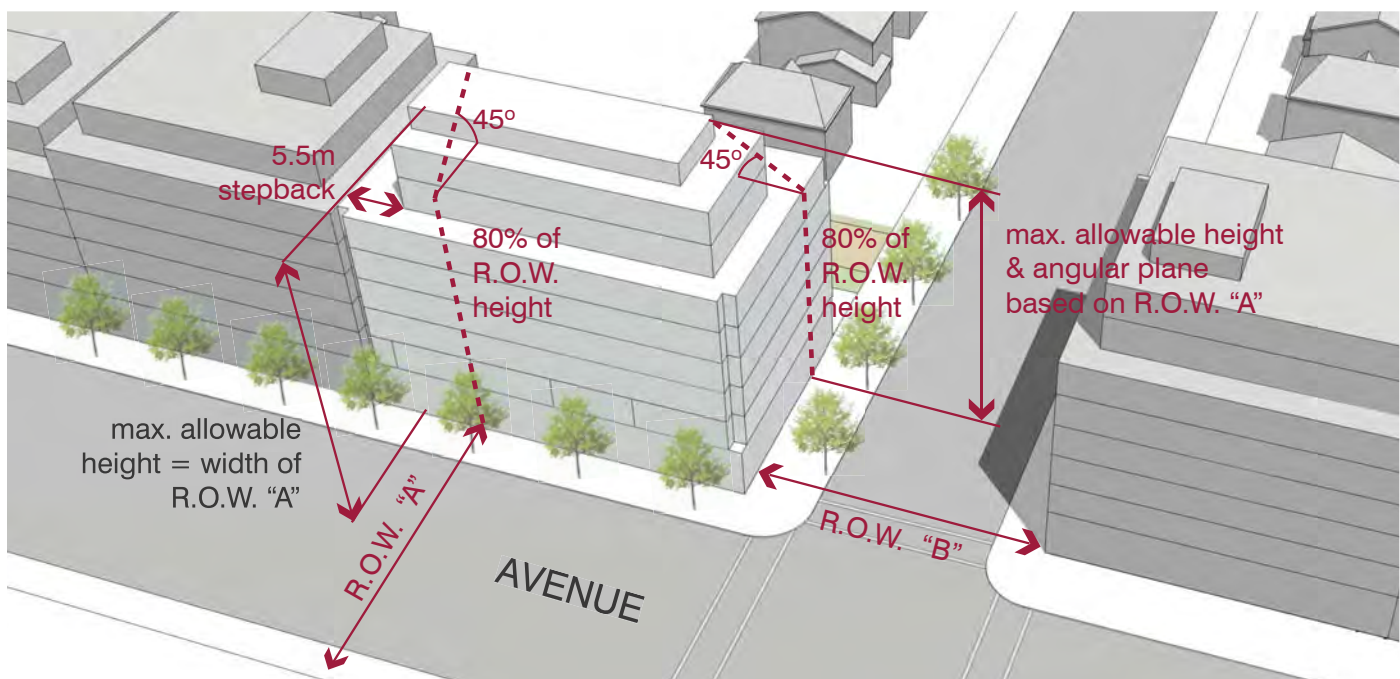 45º
5.5m
stepback
45º
80% of
R.O.W.
height
80% of
R.O.W.
height
max. allowable height
& angular plane
based on R.O.W. “A”
max. allowable
height = width of
R.O.W. “A”
R.O.W. “A”
R.O.W. “B”
AVENUE